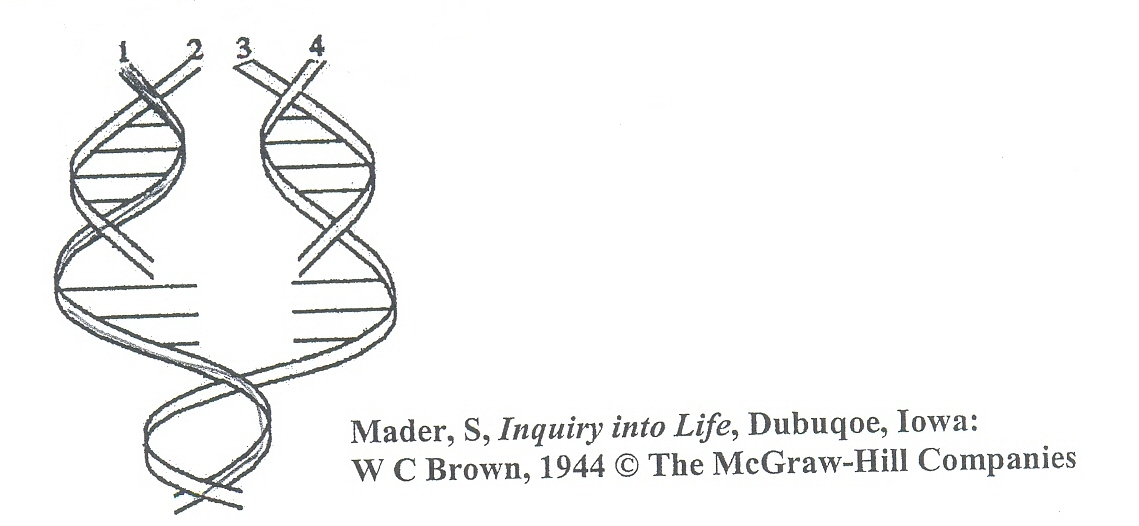 1 2 3 4
Mader, S, Inquiry into Life, Dubuqoe, Iowa:
W C Brown, 1944 © The McGraw-Hill Companies